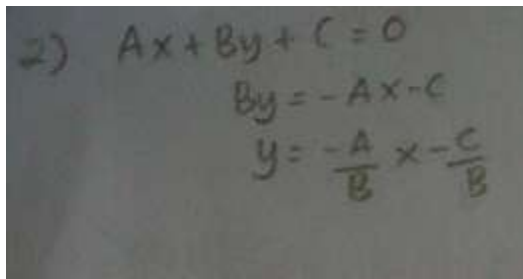 2) Ax + By + C = 0
By = -Ax - C
y = -A/B x - C/B